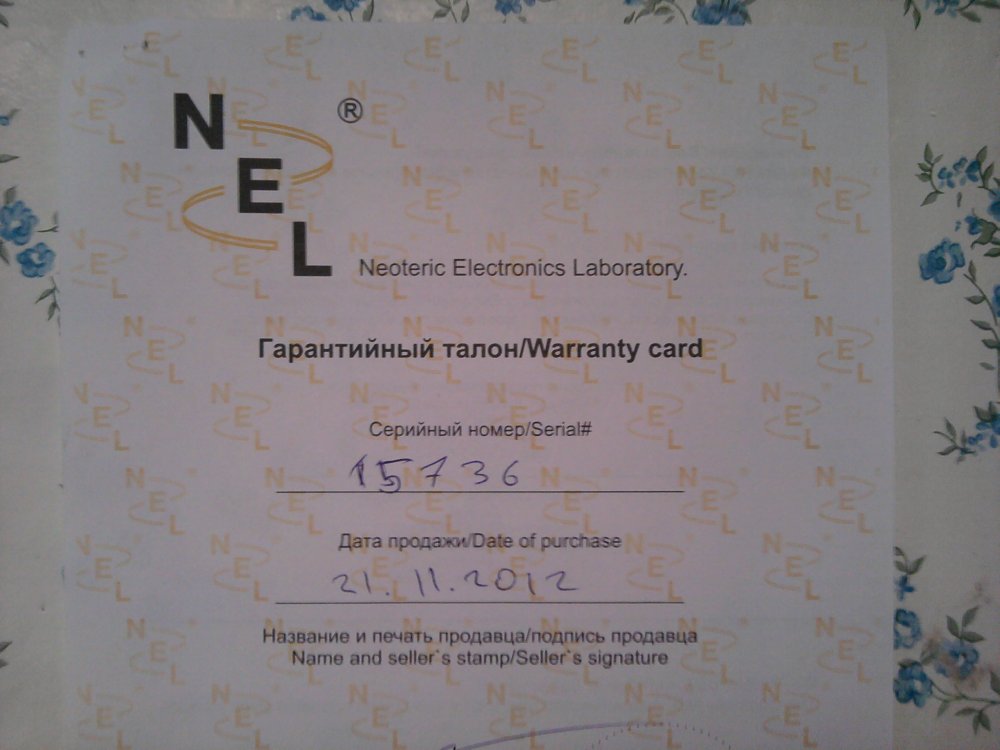 N
®
E
L
Neoteric Electronics Laboratory.
Гарантийный талон/Warranty card
Серийный номер/Serial#
15736
Дата продажи/Date of purchase
21.11.2012
Название и печать продавца/подпись продавца
Name and seller`s stamp/Seller`s signature